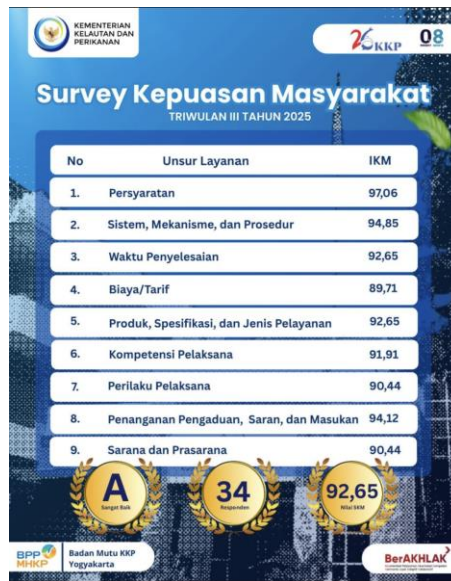 KEMENTERIAN
KELAUTAN DAN
PERIKANAN
26 KKP
08
Survey Kepuasan Masyarakat
TRIWULAN III TAHUN 2025
No Unsur Layanan IKM
1. Persyaratan 97,06
2. Sistem, Mekanisme, dan Prosedur 94,85
3. Waktu Penyelesaian 92,65
4. Biaya/Tarif 89,71
5. Produk, Spesifikasi, dan Jenis Pelayanan 92,65
6. Kompetensi Pelaksana 91,91
7. Perilaku Pelaksana 90,44
8. Penanganan Pengaduan, Saran, dan Masukan 94,12
9. Sarana dan Prasarana 90,44
A 34 92,65
Sangat Baik Responden Nilai SKM
BPP
MHKP
Badan Mutu KKP
Yogyakarta
BerAKHLAK